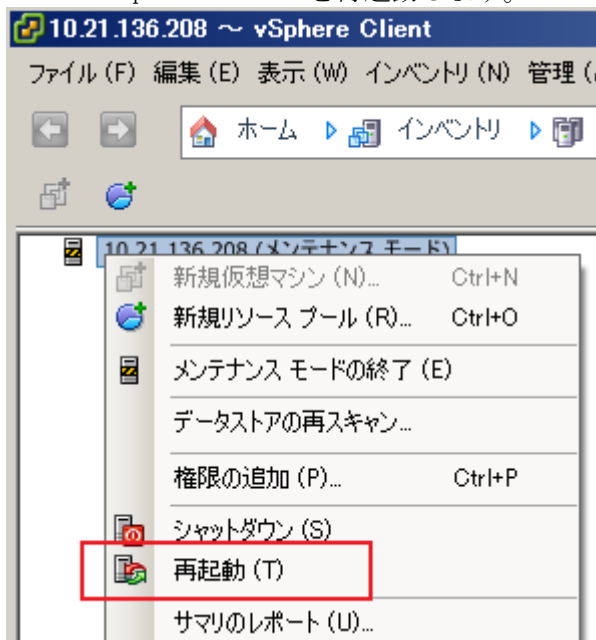 10.21.136.208 ～ vSphere Client
ファイル (F) 編集 (E) 表示 (W) インベントリ (N) 管理 (
ホーム インベントリ
10.21.136.208 (メンテナンス モード)
新規仮想マシン (N)... Ctrl+N
新規リソース プール (R)... Ctrl+O
メンテナンス モードの終了 (E)
データストアの再スキャン...
権限の追加 (P)... Ctrl+P
シャットダウン (S)
再起動 (T)
サマリのレポート (U)...